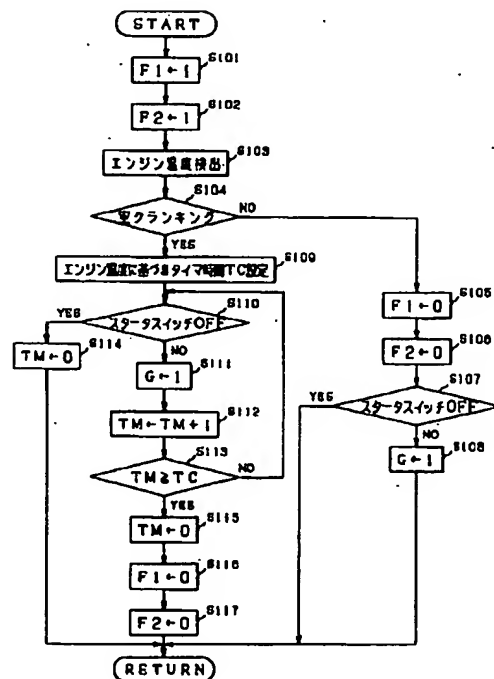 START
S101
F1←1
S102
F2←1
S103
エンジン温度検出
S104
空クランキング
NO
YES
S109
エンジン温度に基づきタイマ時間TC設定
S110
スタータスイッチOFF
YES
NO
S114
TM←0
S111
G←1
S112
TM←TM+1
S113
TM≧TC
NO
YES
S115
TM←0
S116
F1←0
S117
F2←0
S105
F1←0
S106
F2←0
S107
スタータスイッチOFF
YES
NO
S108
G←1
RETURN